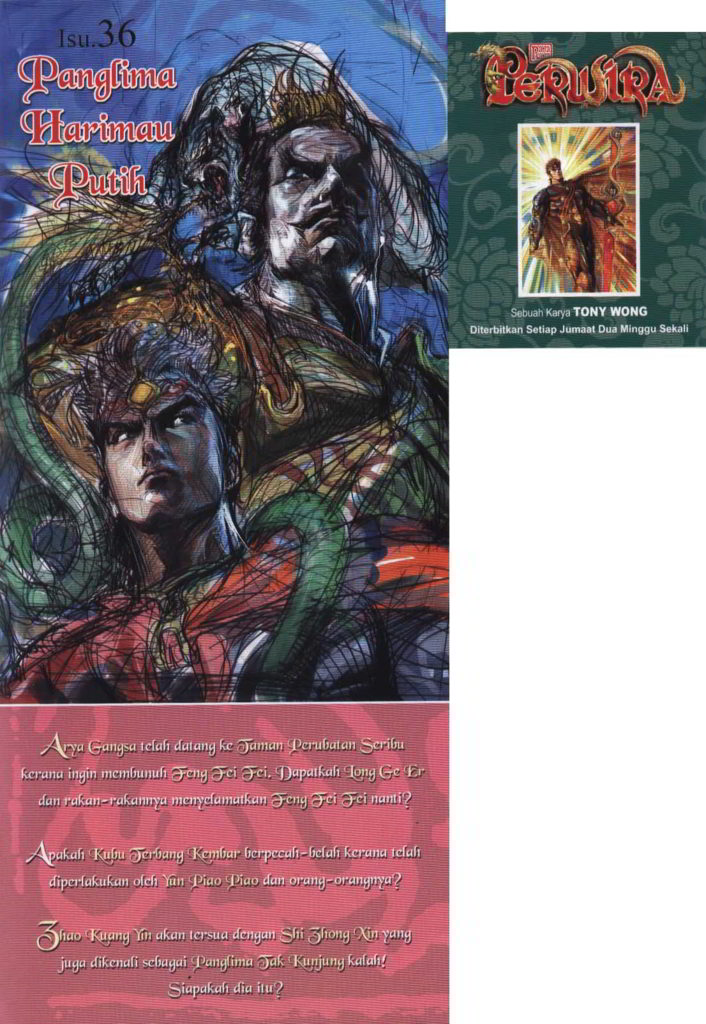 Isu.36
Panglima
Harimau
Putih
PERWIRA
Sebuah Karya TONY WONG
Diterbitkan Setiap Jumaat Dua Minggu Sekali
Arya Gangsa telah datang ke Taman Perubatan Seribu
kerana ingin membunuh Feng Fei Fei. Dapatkah Long Ge Er
dan rakan-rakannya menyelamatkan Feng Fei Fei nanti?
Apakah Kubu Terbang Kembar berpecah-belah kerana telah
diperlakukan oleh Yun Piao Piao dan orang-orangnya?
Zhao Kuang Yin akan tersua dengan Shi Zhong Xin yang
juga dikenali sebagai Panglima Tak Kunjung kalah!
Siapakah dia itu?